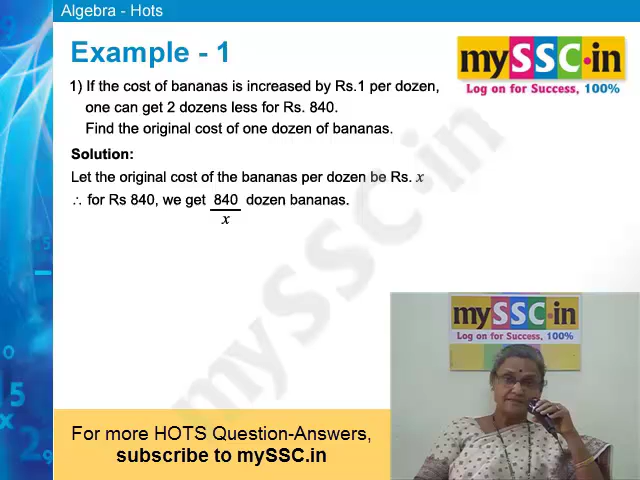 Algebra - Hots
Example - 1
mySSC.in
Log on for Success, 100%
1) If the cost of bananas is increased by Rs.1 per dozen,
one can get 2 dozens less for Rs. 840.
Find the original cost of one dozen of bananas.
Solution:
Let the original cost of the bananas per dozen be Rs. x
∴ for Rs 840, we get 840/x dozen bananas.
mySSC.in
mySSC.in
Log on for Success, 100%
For more HOTS Question-Answers,
subscribe to mySSC.in